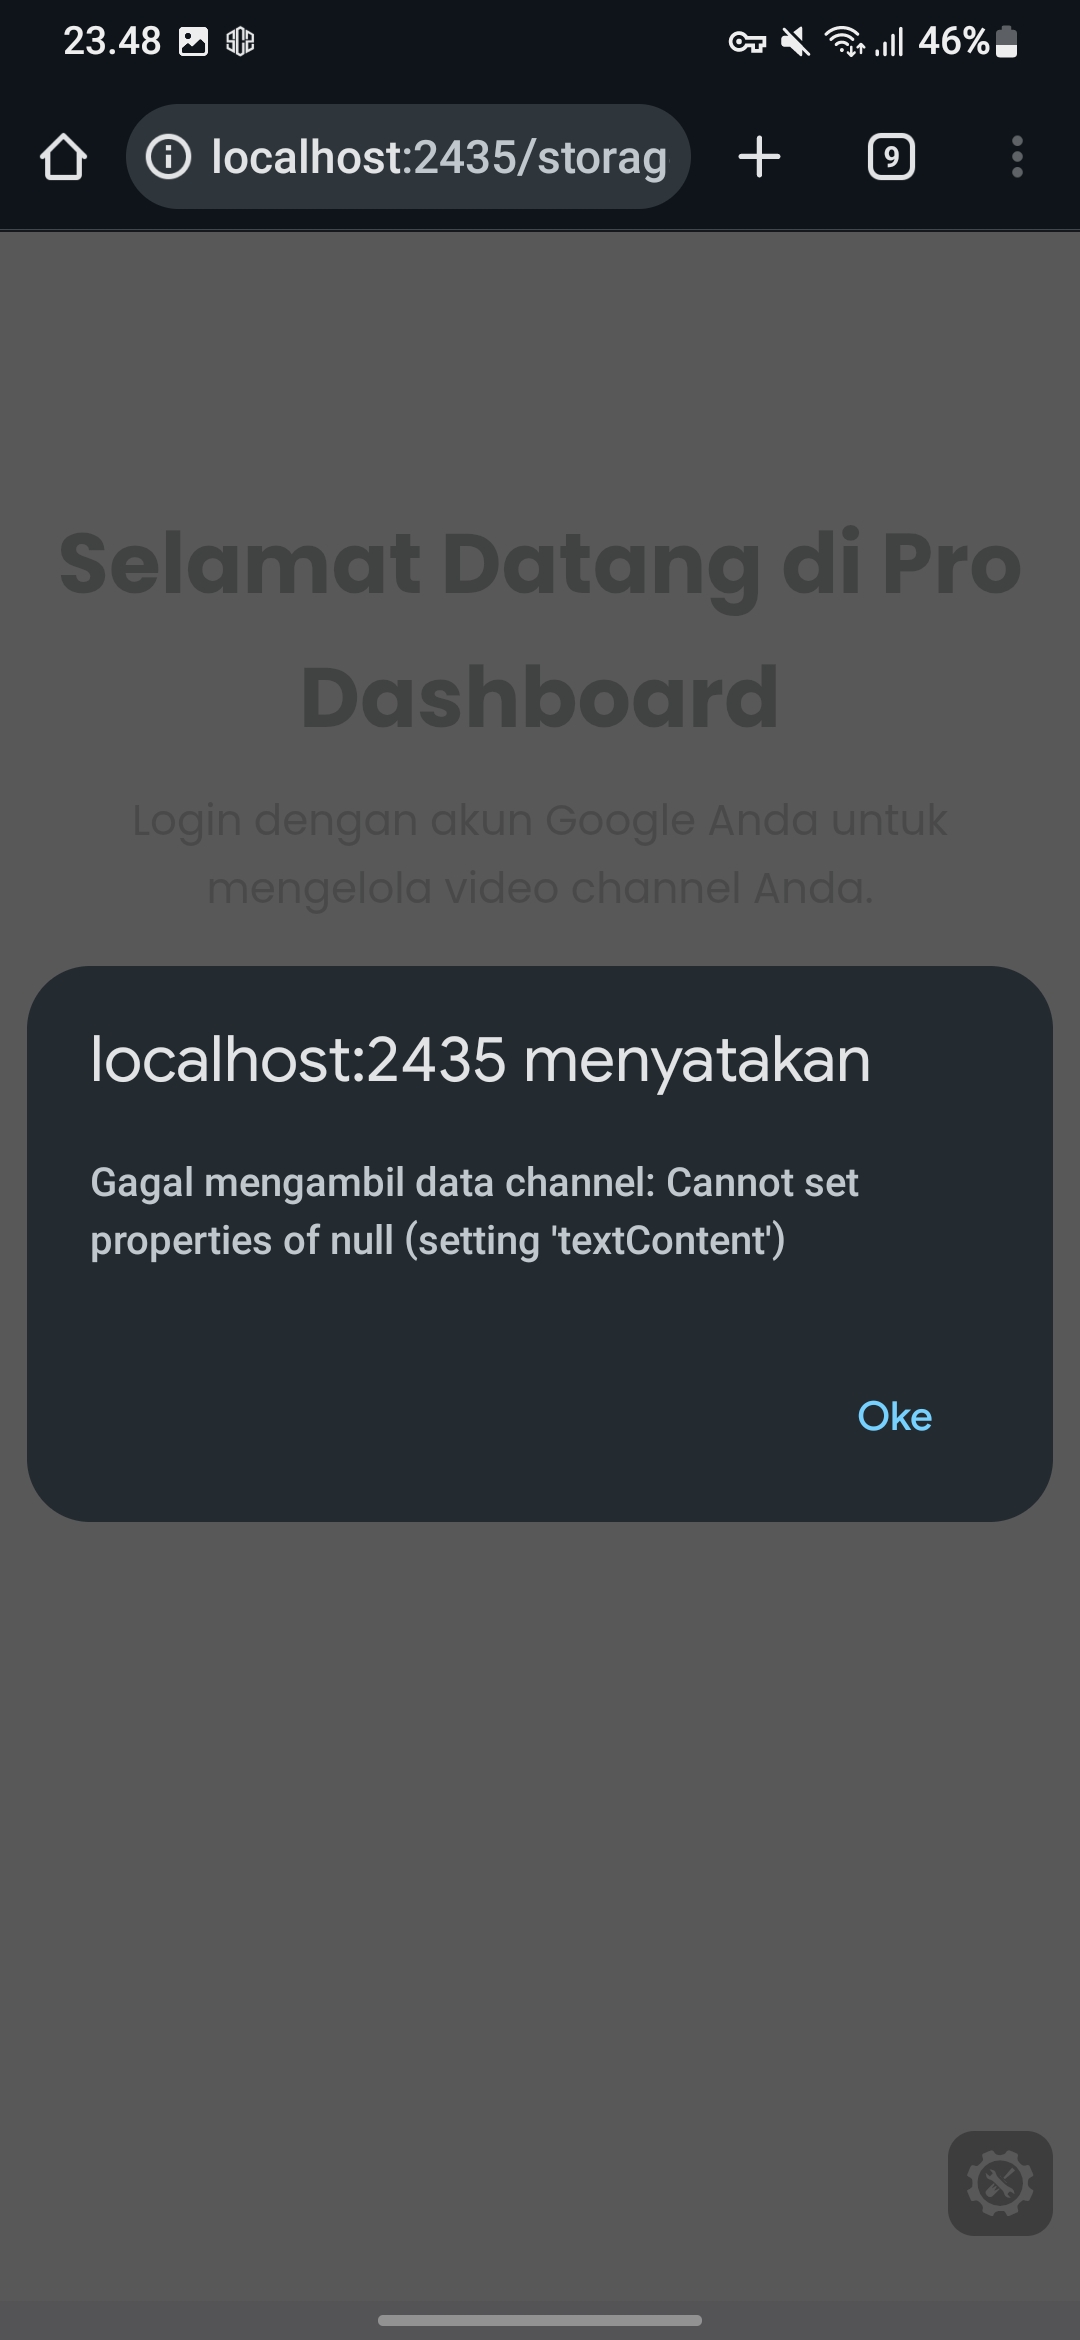 23.48
46%
localhost:2435/storag
9
Selamat Datang di Pro
Dashboard
Login dengan akun Google Anda untuk
mengelola video channel Anda.
localhost:2435 menyatakan
Gagal mengambil data channel: Cannot set
properties of null (setting 'textContent')
Oke